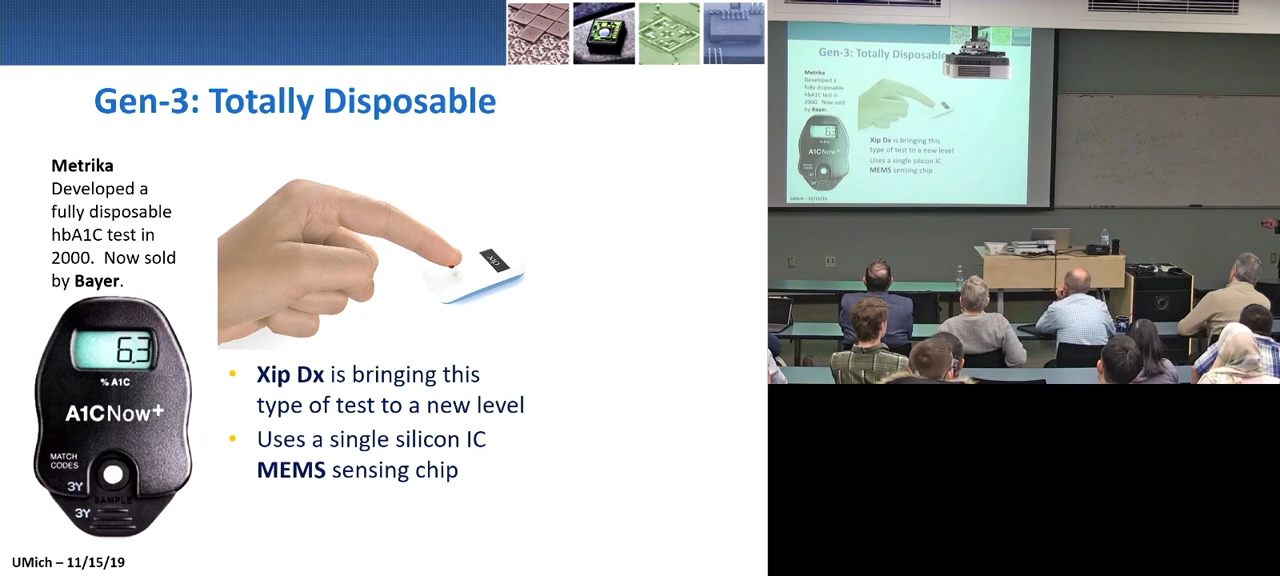 Gen-3: Totally Disposable
Metrika
Developed a
fully disposable
hbA1C test in
2000. Now sold
by Bayer.
6.3
% A1C
A1CNow+
MATCH
CODES
3Y
SAMPLE
3Y
Xip Dx is bringing this
type of test to a new level
Uses a single silicon IC
MEMS sensing chip
UMich – 11/15/19
Gen-3: Totally Disposable
Metrika
Developed a
fully disposable
hbA1C test in
2000. Now sold
by Bayer.
6.3
A1CNow+
Xip Dx is bringing this
type of test to a new level
Uses a single silicon IC
MEMS sensing chip
UMich – 11/15/19